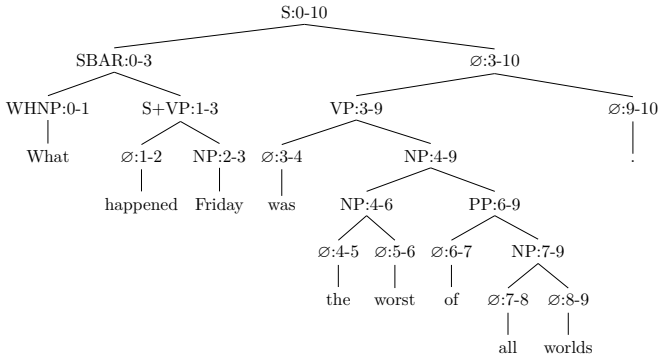 S:0-10
SBAR:0-3 ∅:3-10
WHNP:0-1 S+VP:1-3 VP:3-9 ∅:9-10
What ∅:1-2 NP:2-3 ∅:3-4 NP:4-9 .
happened Friday was NP:4-6 PP:6-9
∅:4-5 ∅:5-6 ∅:6-7 NP:7-9
the worst of ∅:7-8 ∅:8-9
all worlds